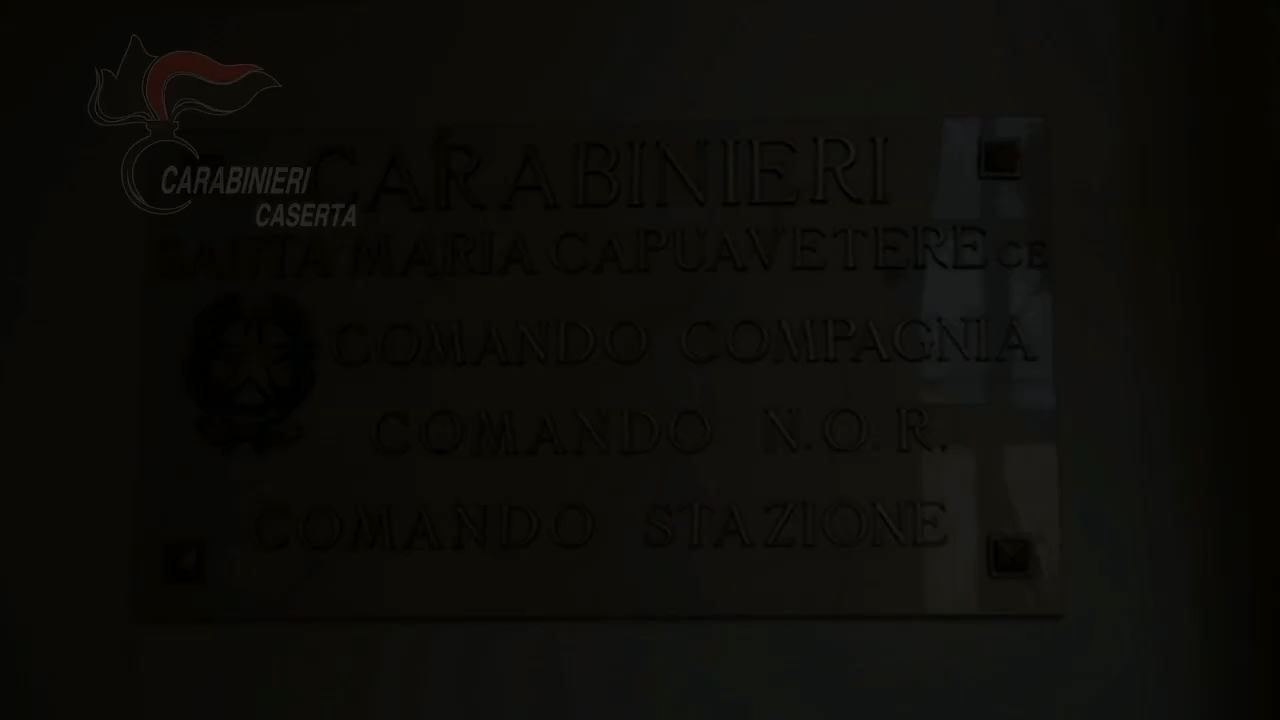 CARABINIERI
CASERTA
CARABINIERI
SANTA MARIA CAPUAVETERE CE
COMANDO COMPAGNIA
COMANDO N.O.R.
COMANDO STAZIONE